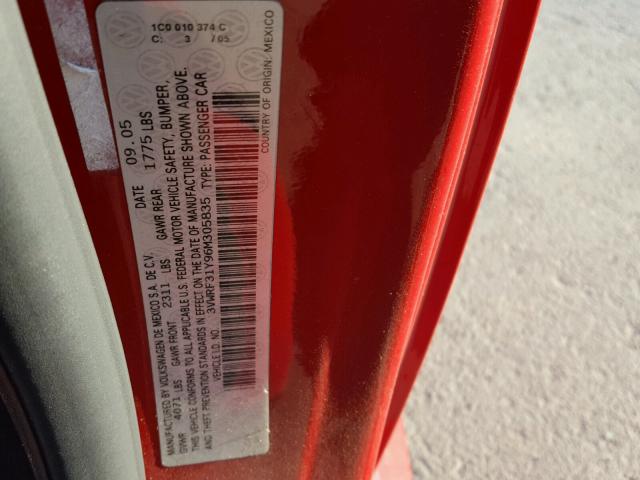 MANUFACTURED BY VOLKSWAGEN DE MEXICO S.A. DE C.V. DATE 09.05
GVWR 4071 LBS GAWR FRONT 2311 LBS GAWR REAR 1775 LBS
THIS VEHICLE CONFORMS TO ALL APPLICABLE U.S. FEDERAL MOTOR VEHICLE SAFETY, BUMPER,
AND THEFT PREVENTION STANDARDS IN EFFECT ON THE DATE OF MANUFACTURE SHOWN ABOVE.
VEHICLE I.D. NO. 3VWRF31Y96M305835 TYPE: PASSENGER CAR
COUNTRY OF ORIGIN: MEXICO
1C0 010 374 C